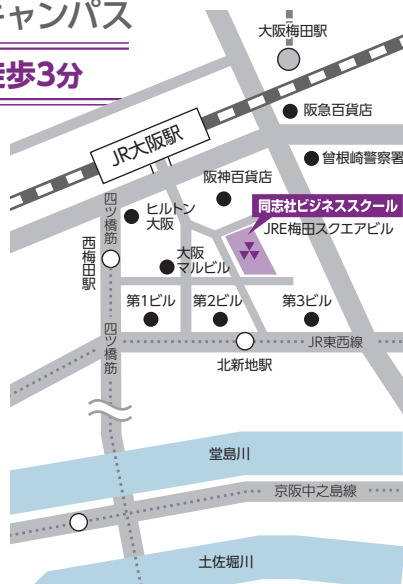 キャンパス
徒歩3分
大阪梅田駅
阪急百貨店
JR大阪駅
曾根崎警察署
阪神百貨店
四ツ橋筋
ヒルトン
大阪
同志社ビジネススクール
JRE梅田スクエアビル
西梅田駅
大阪
マルビル
第1ビル
第2ビル
第3ビル
四ツ橋筋
JR東西線
北新地駅
堂島川
京阪中之島線
土佐堀川